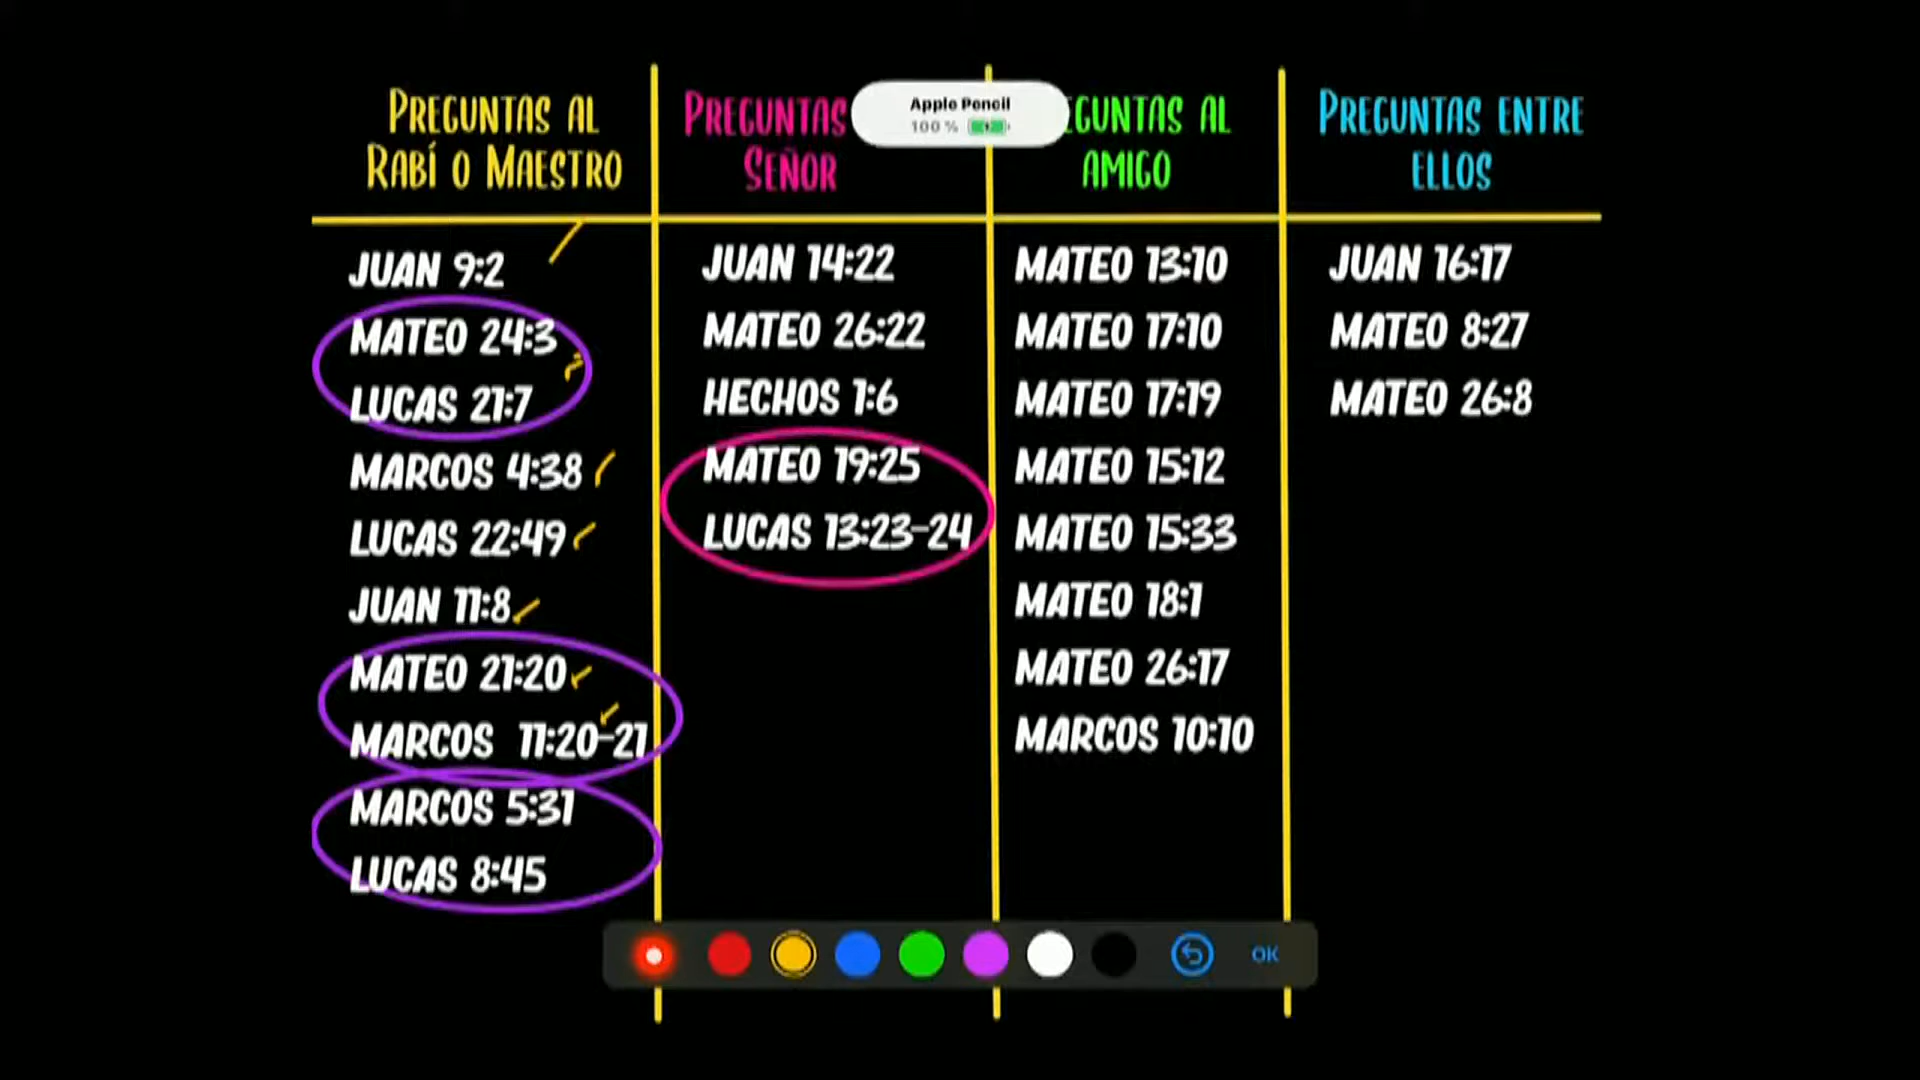 PREGUNTAS AL
RABÍ O MAESTRO
JUAN 9:2
MATEO 24:3
LUCAS 21:7
MARCOS 4:38
LUCAS 22:49
JUAN 11:8
MATEO 21:20
MARCOS 11:20-21
MARCOS 5:31
LUCAS 8:45
PREGUNTAS
SEÑOR
JUAN 14:22
MATEO 26:22
HECHOS 1:6
MATEO 19:25
LUCAS 13:23-24
Apple Pencil
100 %
EGUNTAS AL
AMIGO
MATEO 13:10
MATEO 17:10
MATEO 17:19
MATEO 15:12
MATEO 15:33
MATEO 18:1
MATEO 26:17
MARCOS 10:10
PREGUNTAS ENTRE
ELLOS
JUAN 16:17
MATEO 8:27
MATEO 26:8
OK